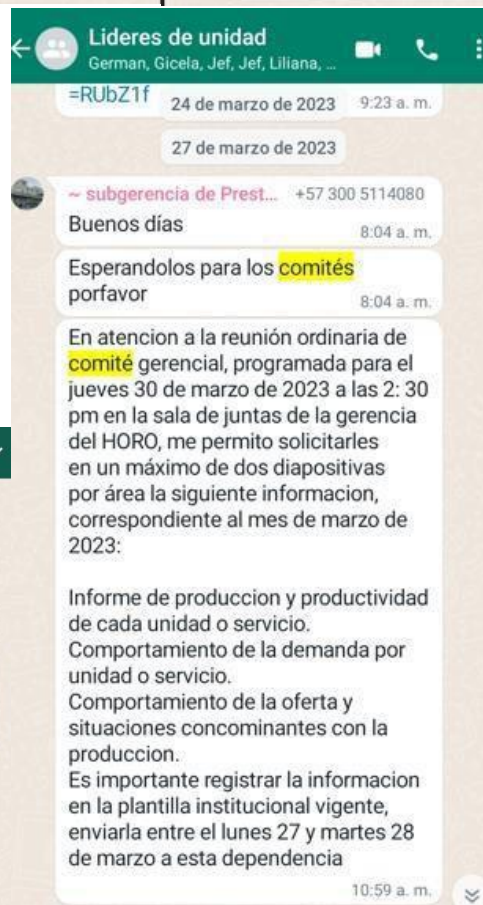 Lideres de unidad
German, Gicela, Jef, Jef, Liliana, ...
=RUbZ1f
24 de marzo de 2023
9:23 a. m.
27 de marzo de 2023
~ subgerencia de Prest... +57 300 5114080
Buenos días
8:04 a. m.
Esperandolos para los comités
porfavor
8:04 a. m.
En atencion a la reunión ordinaria de
comité gerencial, programada para el
jueves 30 de marzo de 2023 a las 2: 30
pm en la sala de juntas de la gerencia
del HORO, me permito solicitarles
en un máximo de dos diapositivas
por área la siguiente informacion,
correspondiente al mes de marzo de
2023:
Informe de produccion y productividad
de cada unidad o servicio.
Comportamiento de la demanda por
unidad o servicio.
Comportamiento de la oferta y
situaciones concominantes con la
produccion.
Es importante registrar la informacion
en la plantilla institucional vigente,
enviarla entre el lunes 27 y martes 28
de marzo a esta dependencia
10:59 a. m.